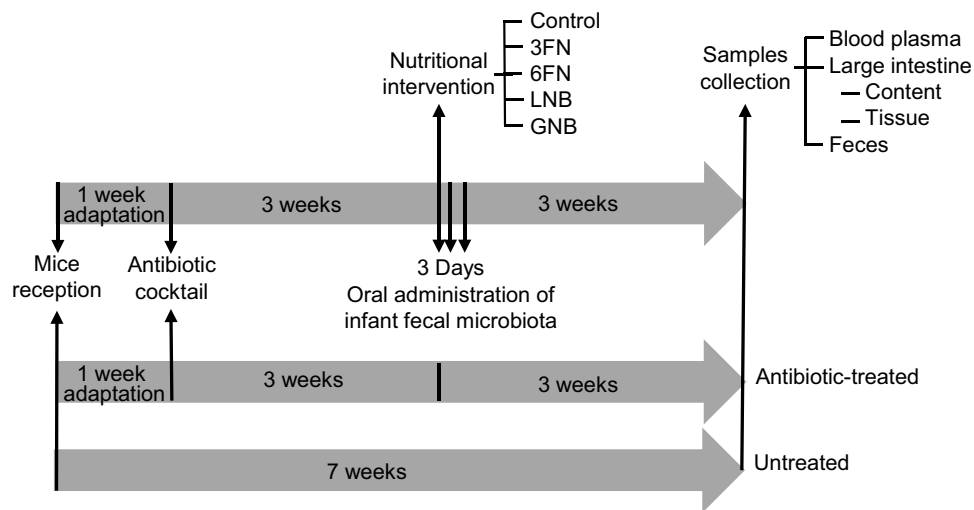 Control
3FN
6FN
LNB
GNB
Nutritional
intervention
Samples
collection
Blood plasma
Large intestine
Content
Tissue
Feces
1 week
adaptation
3 weeks
3 weeks
Mice
reception
Antibiotic
cocktail
3 Days
Oral administration of
infant fecal microbiota
1 week
adaptation
3 weeks
3 weeks
Antibiotic-treated
7 weeks
Untreated